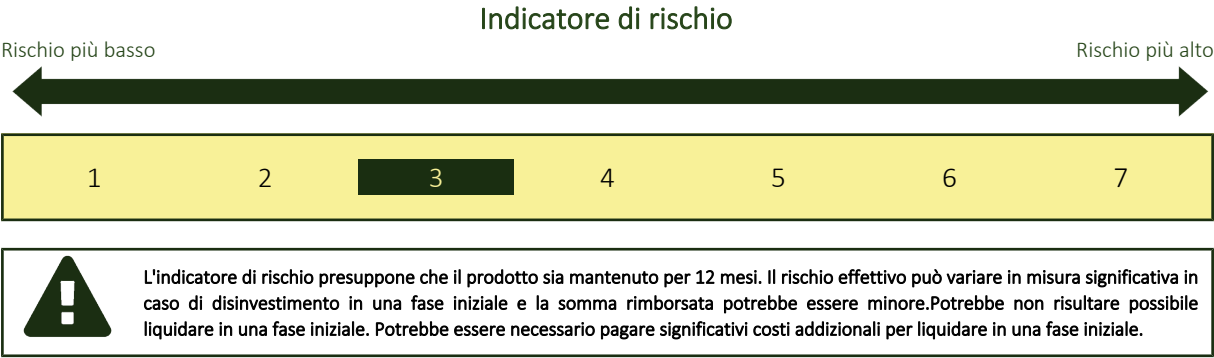 Indicatore di rischio
Rischio più basso
Rischio più alto
1 2 3 4 5 6 7
L'indicatore di rischio presuppone che il prodotto sia mantenuto per 12 mesi. Il rischio effettivo può variare in misura significativa in
caso di disinvestimento in una fase iniziale e la somma rimborsata potrebbe essere minore.Potrebbe non risultare possibile
liquidare in una fase iniziale. Potrebbe essere necessario pagare significativi costi addizionali per liquidare in una fase iniziale.